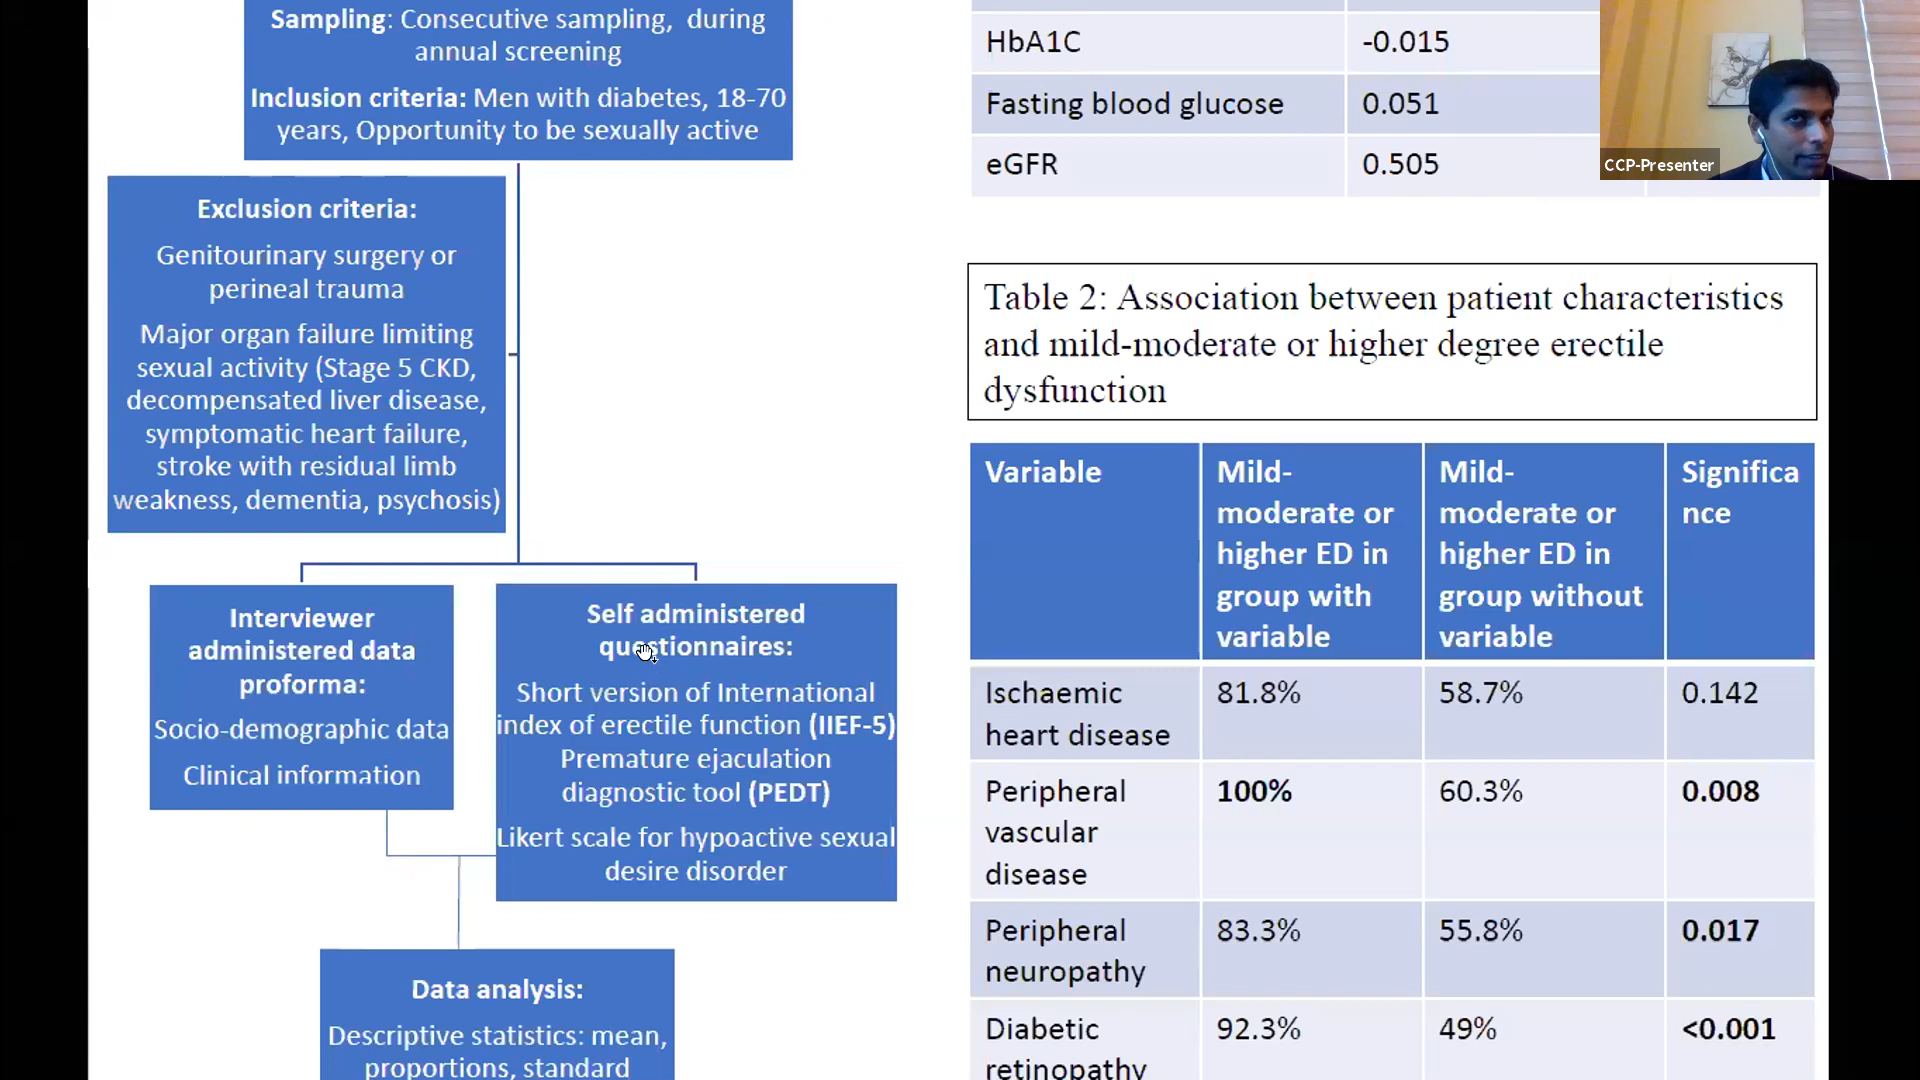 Sampling: Consecutive sampling, during
annual screening
Inclusion criteria: Men with diabetes, 18-70
years, Opportunity to be sexually active
Exclusion criteria:
Genitourinary surgery or
perineal trauma
Major organ failure limiting
sexual activity (Stage 5 CKD,
decompensated liver disease,
symptomatic heart failure,
stroke with residual limb
weakness, dementia, psychosis)
Interviewer
administered data
proforma:
Socio-demographic data
Clinical information
Self administered
questionnaires:
Short version of International
index of erectile function (IIEF-5)
Premature ejaculation
diagnostic tool (PEDT)
Likert scale for hypoactive sexual
desire disorder
Data analysis:
Descriptive statistics: mean,
proportions, standard
HbA1C -0.015
Fasting blood glucose 0.051
eGFR 0.505
CCP-Presenter
Table 2: Association between patient characteristics
and mild-moderate or higher degree erectile
dysfunction
Variable
Mild-
moderate or
higher ED in
group with
variable
Mild-
moderate or
higher ED in
group without
variable
Significa
nce
Ischaemic
heart disease
81.8%
58.7%
0.142
Peripheral
vascular
disease
100%
60.3%
0.008
Peripheral
neuropathy
83.3%
55.8%
0.017
Diabetic
retinopathy
92.3%
49%
<0.001